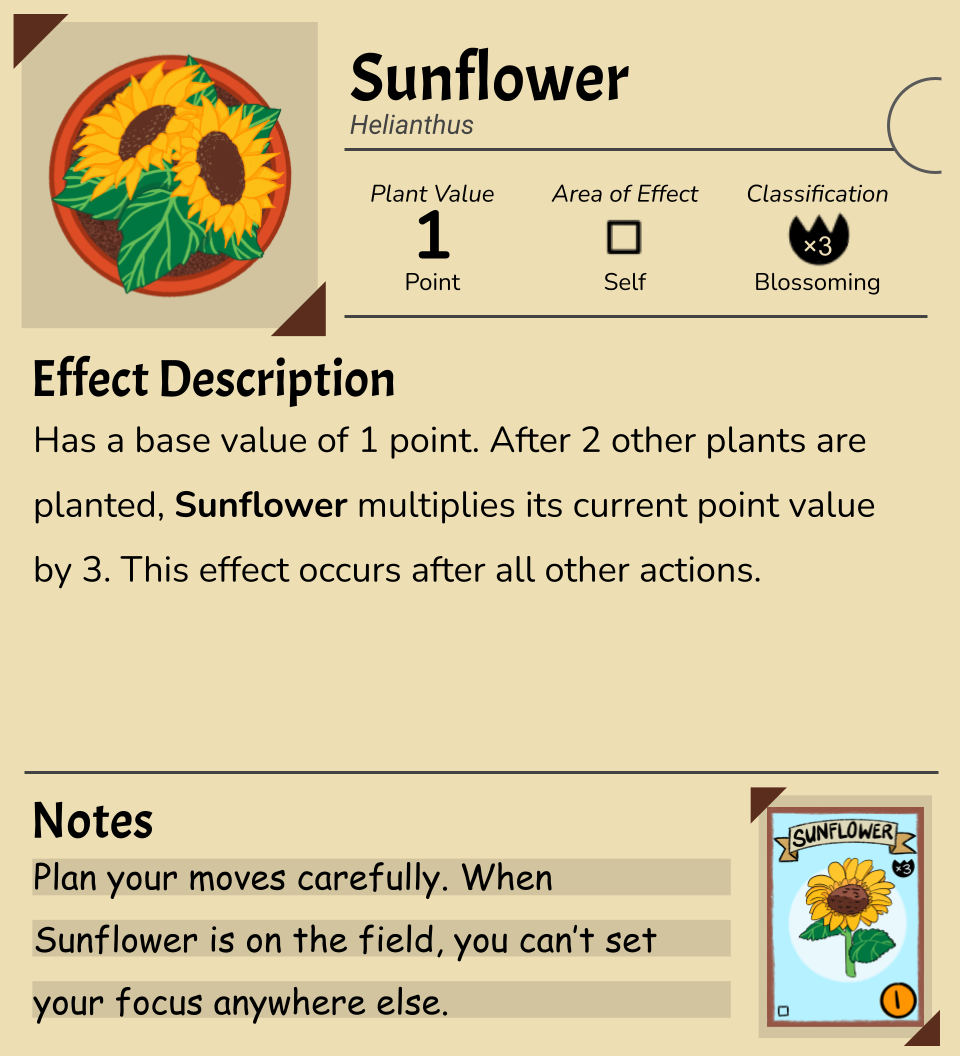 Sunflower
Helianthus
Plant Value
Area of Effect
Classification
1
×3
Point
Self
Blossoming
Effect Description
Has a base value of 1 point. After 2 other plants are
planted, Sunflower multiplies its current point value
by 3. This effect occurs after all other actions.
Notes
Plan your moves carefully. When
Sunflower is on the field, you can't set
your focus anywhere else.
SUNFLOWER
×3
1